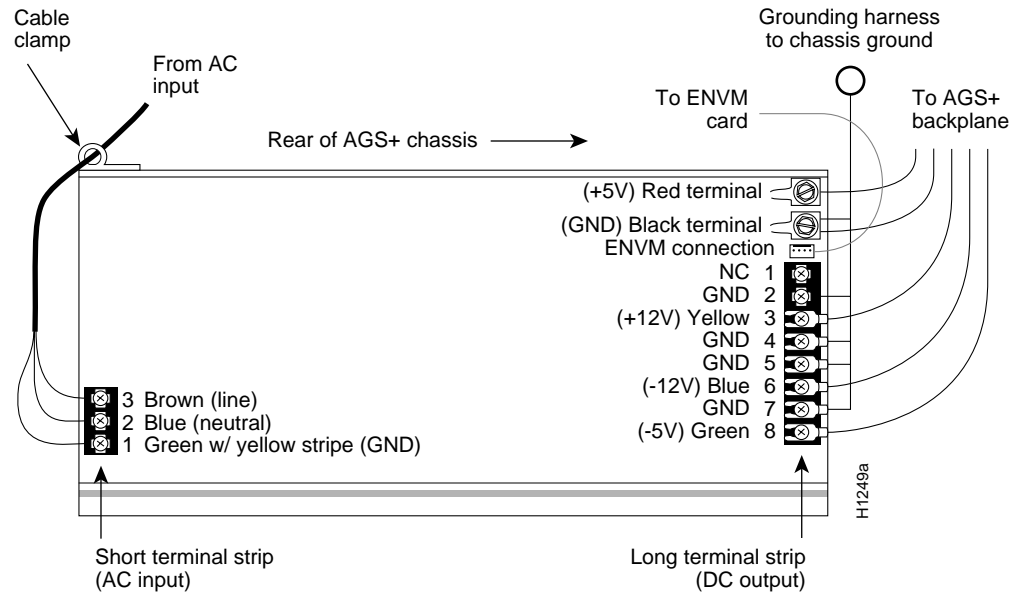 Cable
clamp
From AC
input
Grounding harness
to chassis ground
To ENVM
card
To AGS+
backplane
Rear of AGS+ chassis
(+5V) Red terminal
(GND) Black terminal
ENVM connection
NC 1
GND 2
(+12V) Yellow 3
GND 4
GND 5
(-12V) Blue 6
GND 7
(-5V) Green 8
3 Brown (line)
2 Blue (neutral)
1 Green w/ yellow stripe (GND)
H1249a
Short terminal strip
(AC input)
Long terminal strip
(DC output)